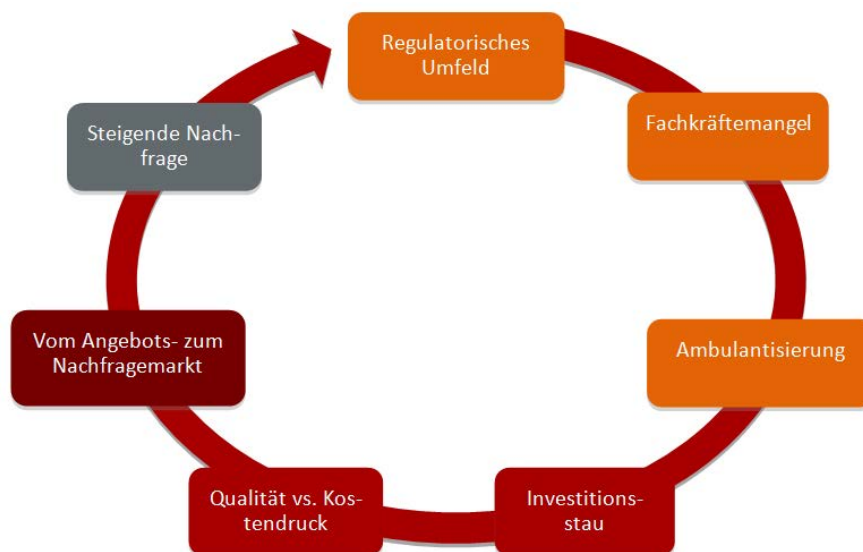 Regulatorisches
Umfeld
Fachkräftemangel
Ambulantisierung
Investitions-
stau
Qualität vs. Kos-
tendruck
Vom Angebots- zum
Nachfragemarkt
Steigende Nach-
frage